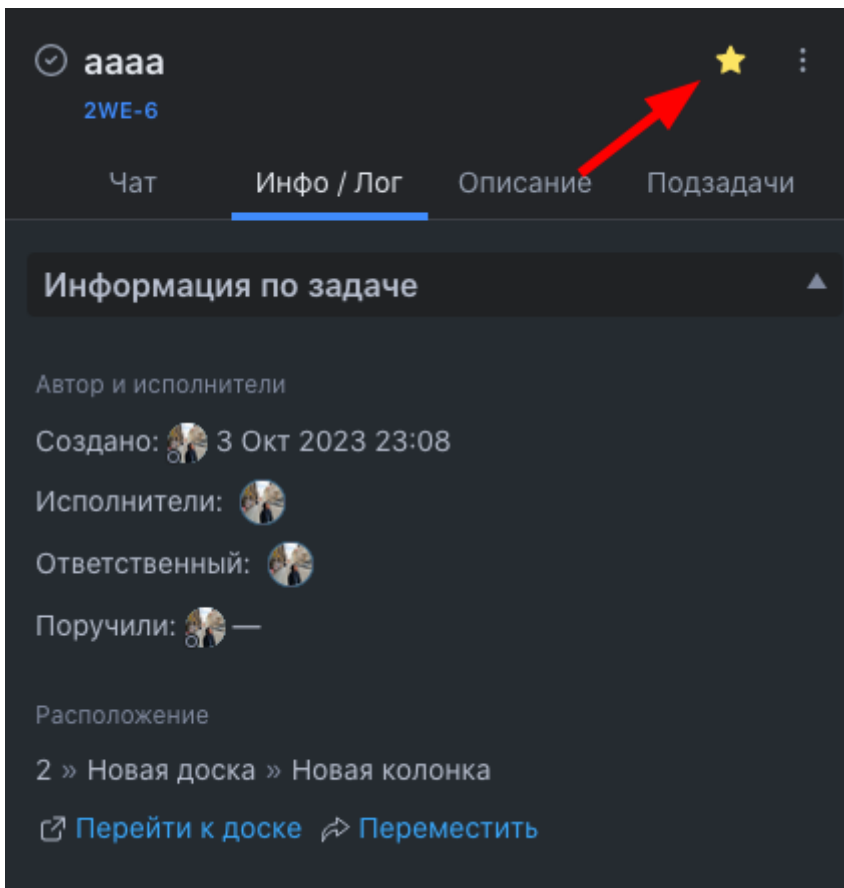 aaaa
2WE-6
Чат Инфо / Лог Описание Подзадачи
Информация по задаче
Автор и исполнители
Создано: 3 Окт 2023 23:08
Исполнители:
Ответственный:
Поручили: —
Расположение
2 » Новая доска » Новая колонка
Перейти к доске Переместить